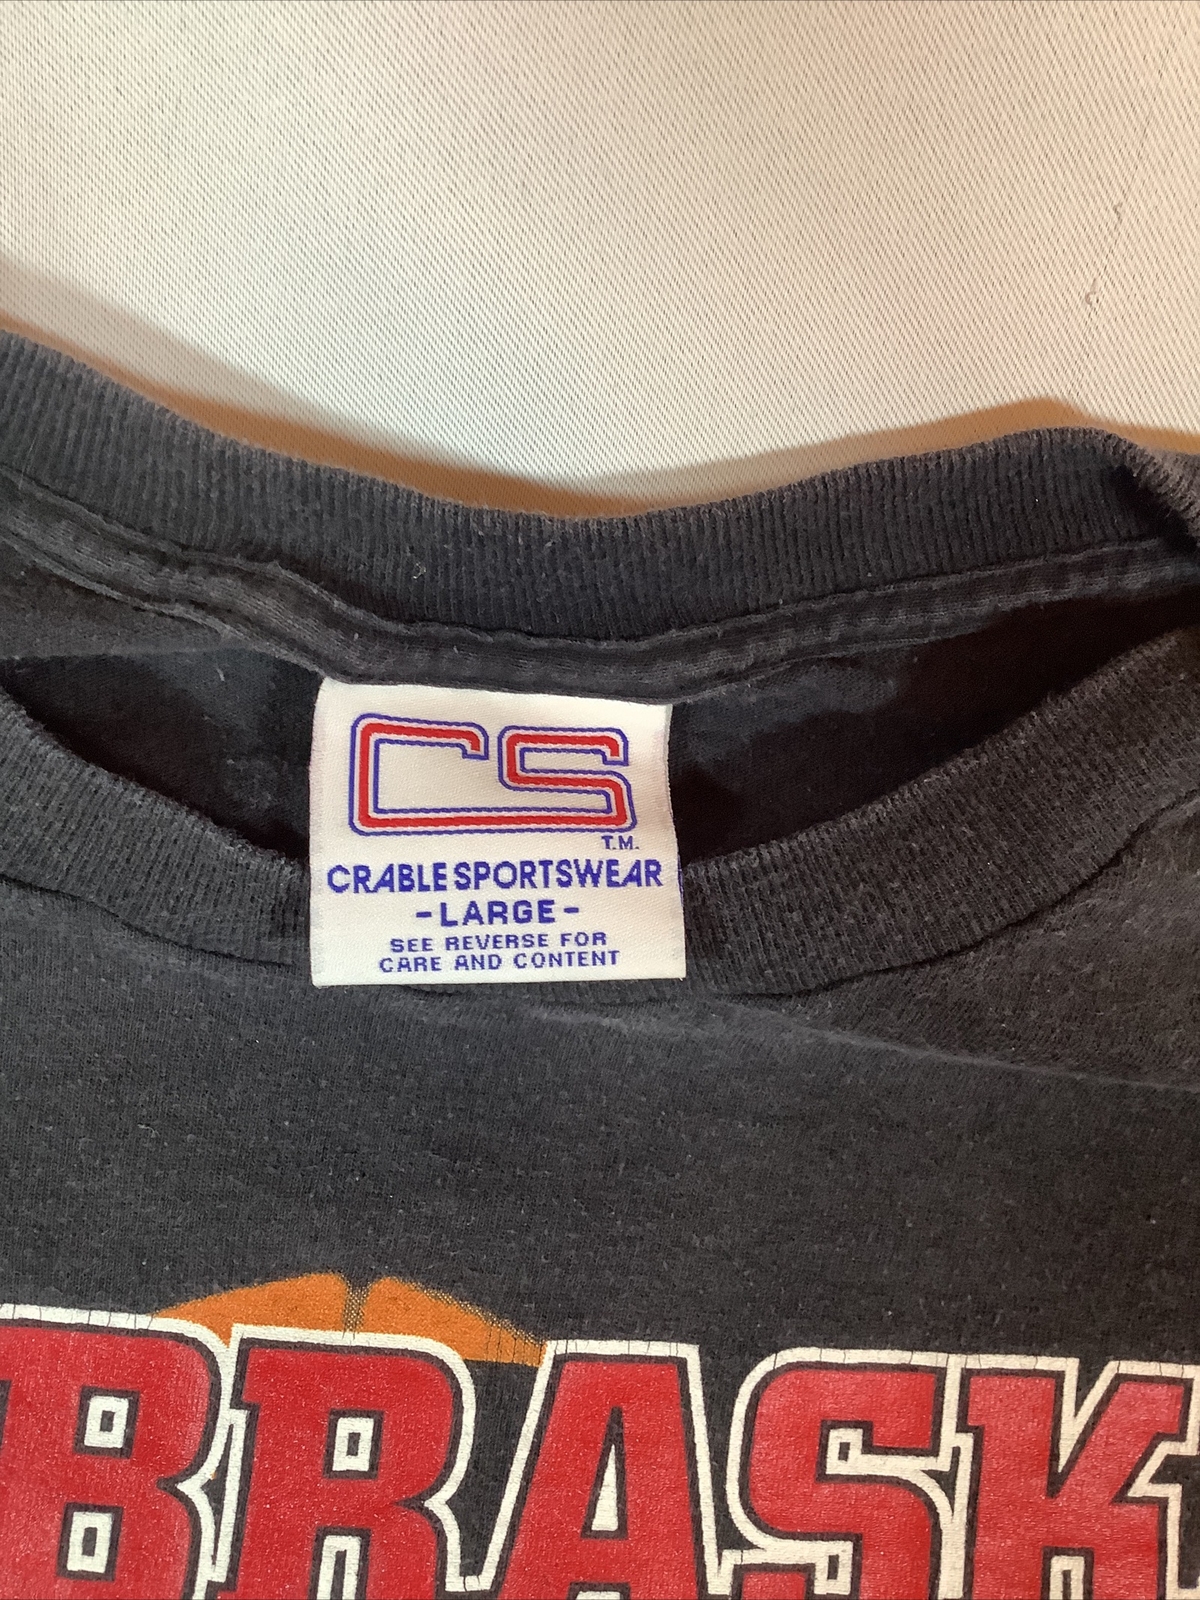 CS
T.M.
CRABLE SPORTSWEAR
-LARGE-
SEE REVERSE FOR
CARE AND CONTENT
BRASK